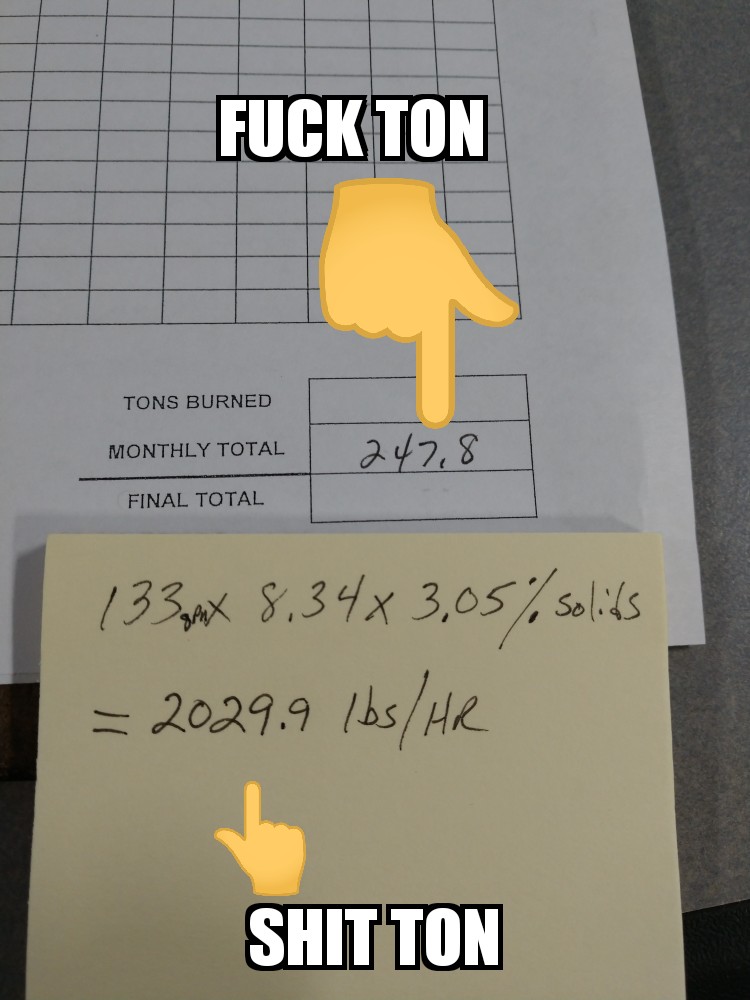 FUCK TON
TONS BURNED
MONTHLY TOTAL 247.8
FINAL TOTAL
133gpm x 8.34 x 3.05% solids
= 2029.9 lbs/HR
SHIT TON